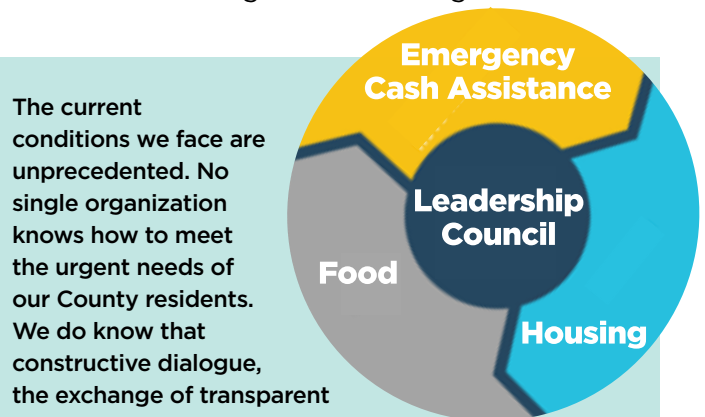 Emergency
Cash Assistance
Leadership
Council
Food
Housing
The current
conditions we face are
unprecedented. No
single organization
knows how to meet
the urgent needs of
our County residents.
We do know that
constructive dialogue,
the exchange of transparent